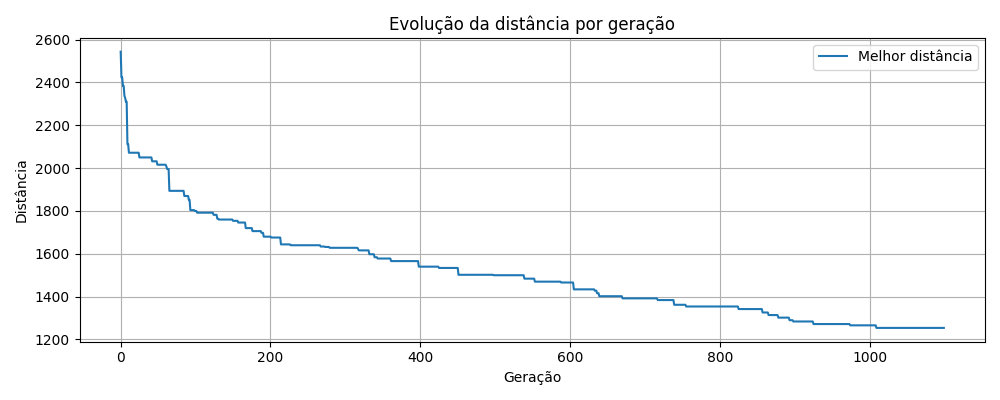 Evolução da distância por geração
Melhor distância
Distância
2600
2400
2200
2000
1800
1600
1400
1200
0 200 400 600 800 1000
Geração